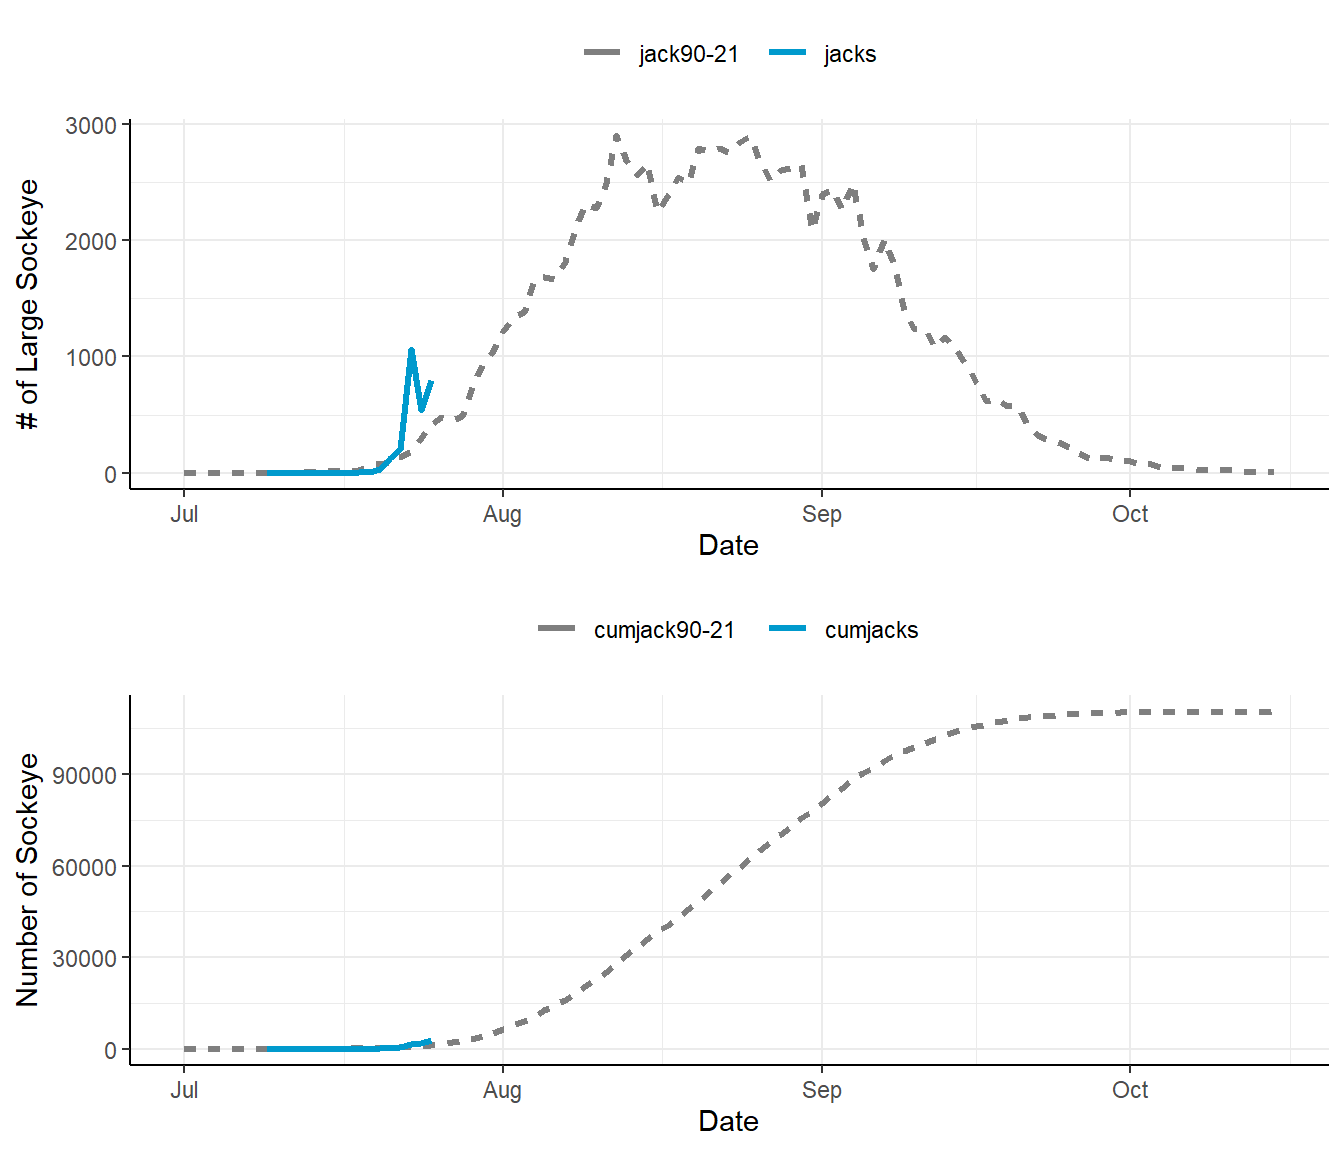 jack90-21 jacks
# of Large Sockeye
3000
2000
1000
0
Jul Aug Sep Oct
Date
cumjack90-21 cumjacks
Number of Sockeye
90000
60000
30000
0
Jul Aug Sep Oct
Date